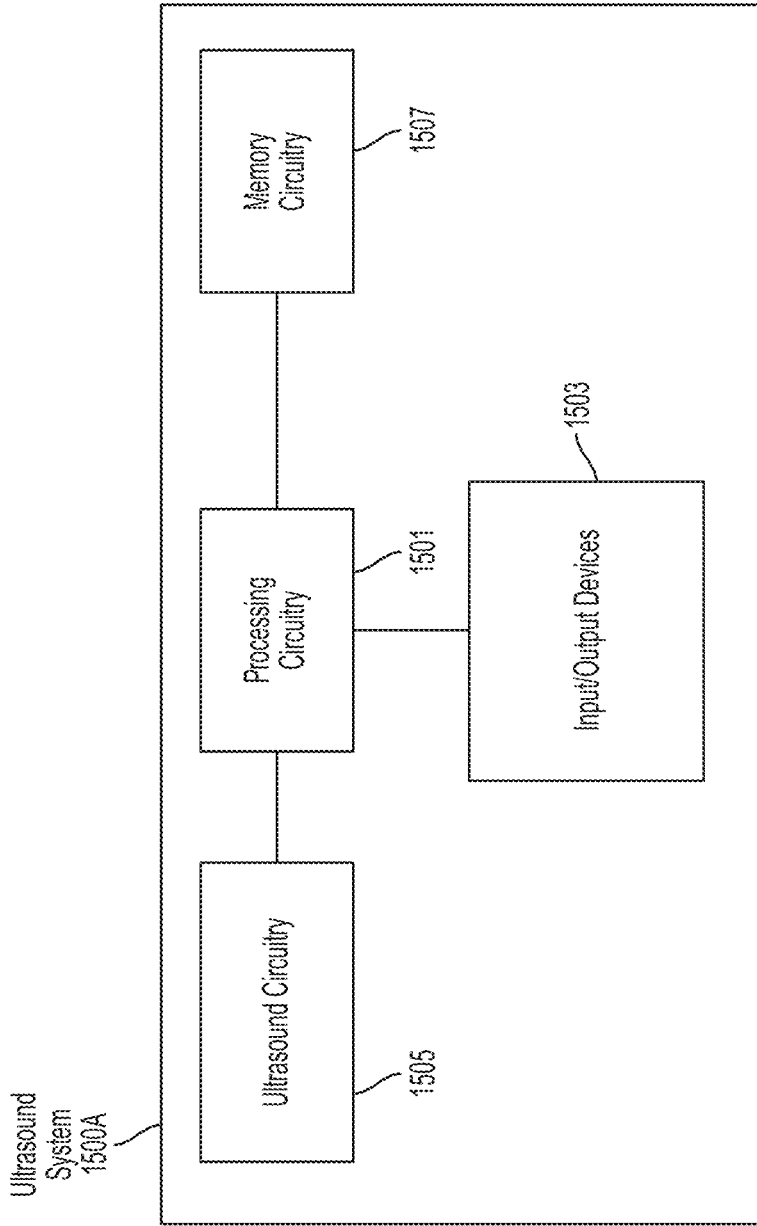 Ultrasound
System
1500A
Ultrasound Circuitry
1505
Processing
Circuitry
1501
Memory
Circuitry
1507
Input/Output Devices
1503